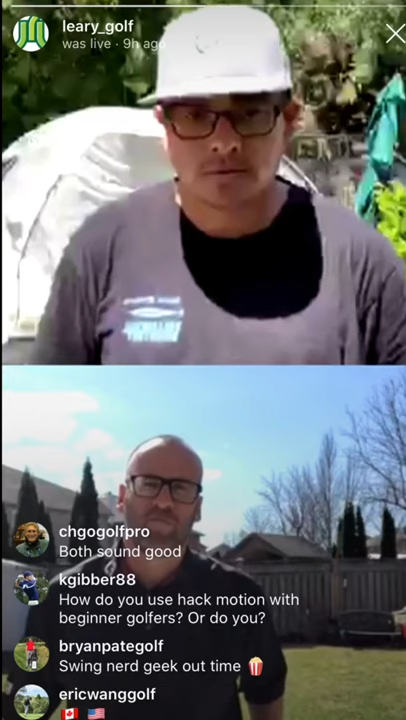 leary_golf
was live · 9h ago
chgogolfpro
Both sound good
kgibber88
How do you use hack motion with
beginner golfers? Or do you?
bryanpategolf
Swing nerd geek out time 🍿
ericwanggolf
🇨🇦 🇺🇸